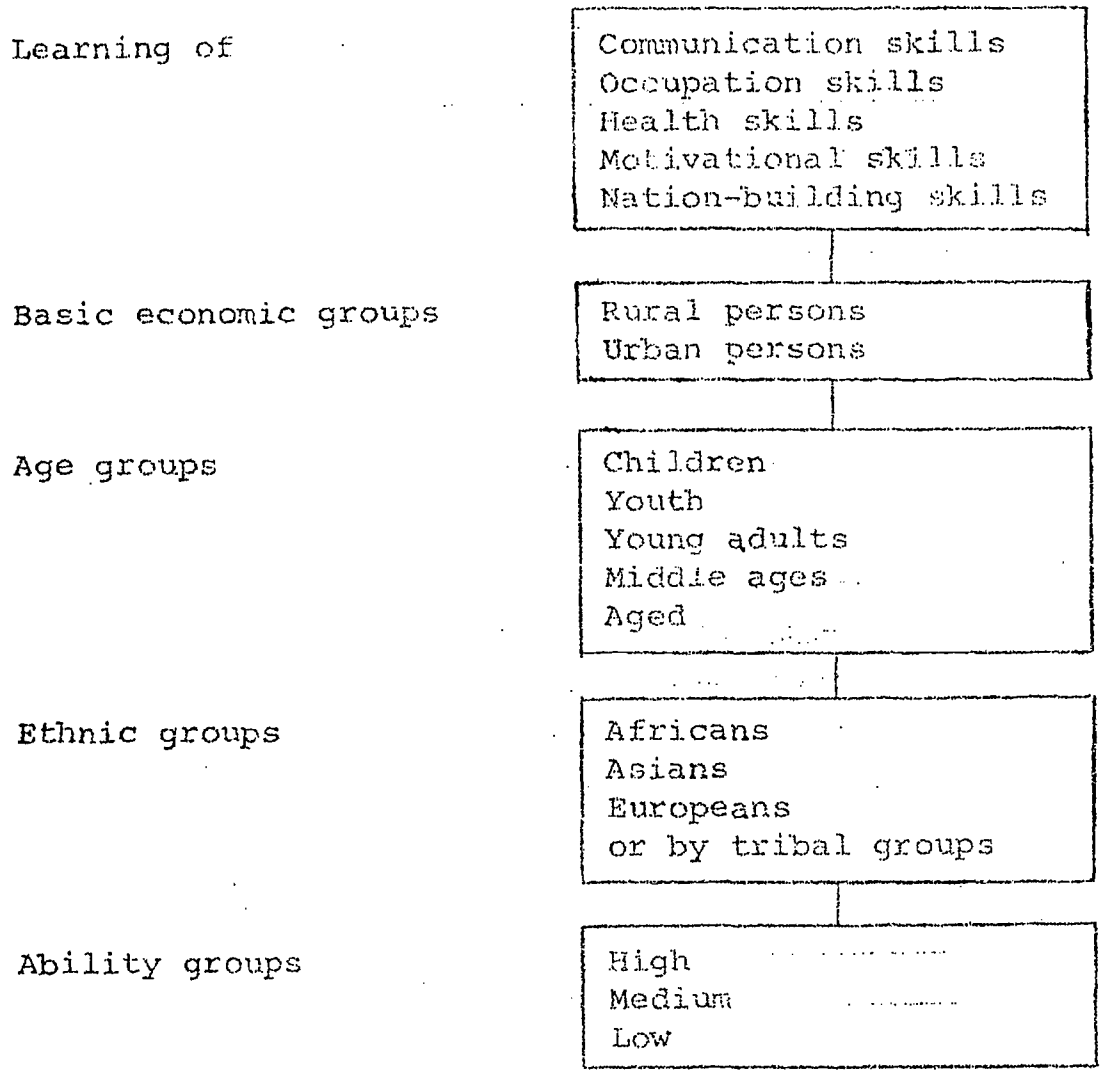 Learning of
Communication skills
Occupation skills
Health skills
Motivational skills
Nation-building skills
Basic economic groups
Rural persons
Urban persons
Age groups
Children
Youth
Young adults
Middle ages
Aged
Ethnic groups
Africans
Asians
Europeans
or by tribal groups
Ability groups
High
Medium
Low